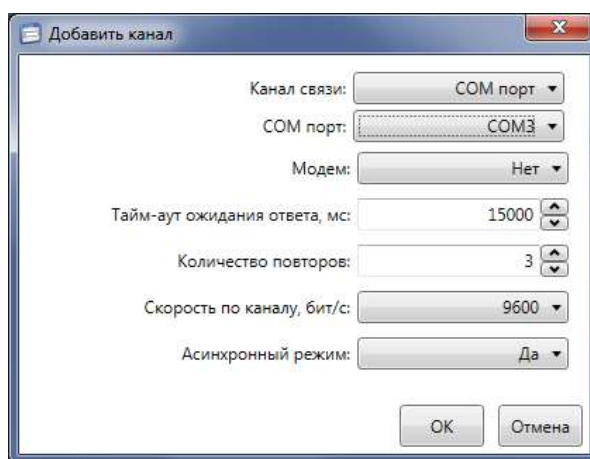 Добавить канал
Канал связи: COM порт
COM порт: COM3
Модем: Нет
Тайм-аут ожидания ответа, мс: 15000
Количество повторов: 3
Скорость по каналу, бит/с: 9600
Асинхронный режим: Да
OK Отмена